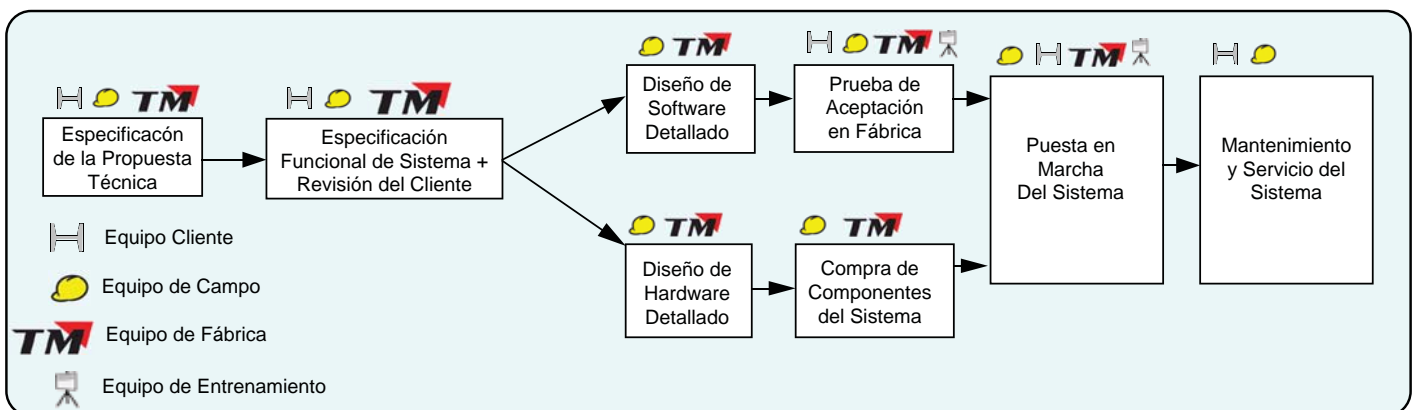 TM
Especificacón
de la Propuesta
Técnica
TM
Especificación
Funcional de Sistema +
Revisión del Cliente
TM
Diseño de
Software
Detallado
TM
Prueba de
Aceptación
en Fábrica
TM
Diseño de
Hardware
Detallado
TM
Compra de
Componentes
del Sistema
TM
Puesta en
Marcha
Del Sistema
Mantenimiento
y Servicio del
Sistema
Equipo Cliente
Equipo de Campo
TM
Equipo de Fábrica
Equipo de Entrenamiento